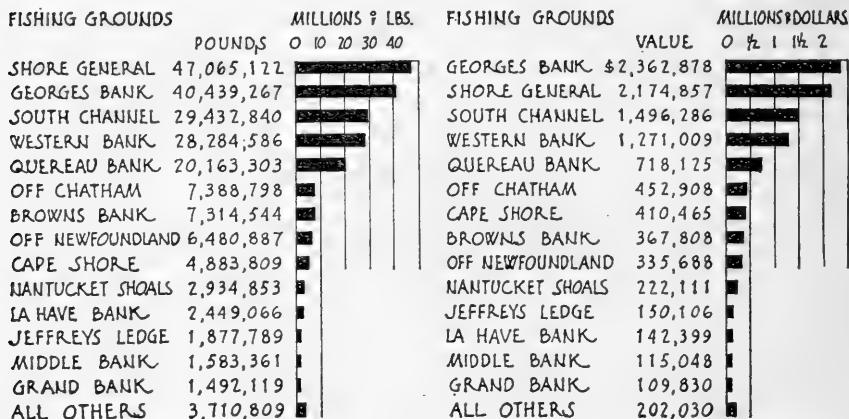 FISHING GROUNDS MILLIONS OF LBS.
POUNDS 0 10 20 30 40
SHORE GENERAL 47,065,122
GEORGES BANK 40,439,267
SOUTH CHANNEL 29,432,840
WESTERN BANK 28,284,586
QUEREAU BANK 20,163,303
OFF CHATHAM 7,388,798
BROWNS BANK 7,314,544
OFF NEWFOUNDLAND 6,480,887
CAPE SHORE 4,883,809
NANTUCKET SHOALS 2,934,853
LA HAVE BANK 2,449,066
JEFFREYS LEDGE 1,877,789
MIDDLE BANK 1,583,361
GRAND BANK 1,492,119
ALL OTHERS 3,710,809
FISHING GROUNDS MILLIONS OF DOLLARS
VALUE 0 ½ 1 1½ 2
GEORGES BANK $2,362,878
SHORE GENERAL 2,174,857
SOUTH CHANNEL 1,496,286
WESTERN BANK 1,271,009
QUEREAU BANK 718,125
OFF CHATHAM 452,908
CAPE SHORE 410,465
BROWNS BANK 367,808
OFF NEWFOUNDLAND 335,688
NANTUCKET SHOALS 222,111
JEFFREYS LEDGE 150,106
LA HAVE BANK 142,399
MIDDLE BANK 115,048
GRAND BANK 109,830
ALL OTHERS 202,030